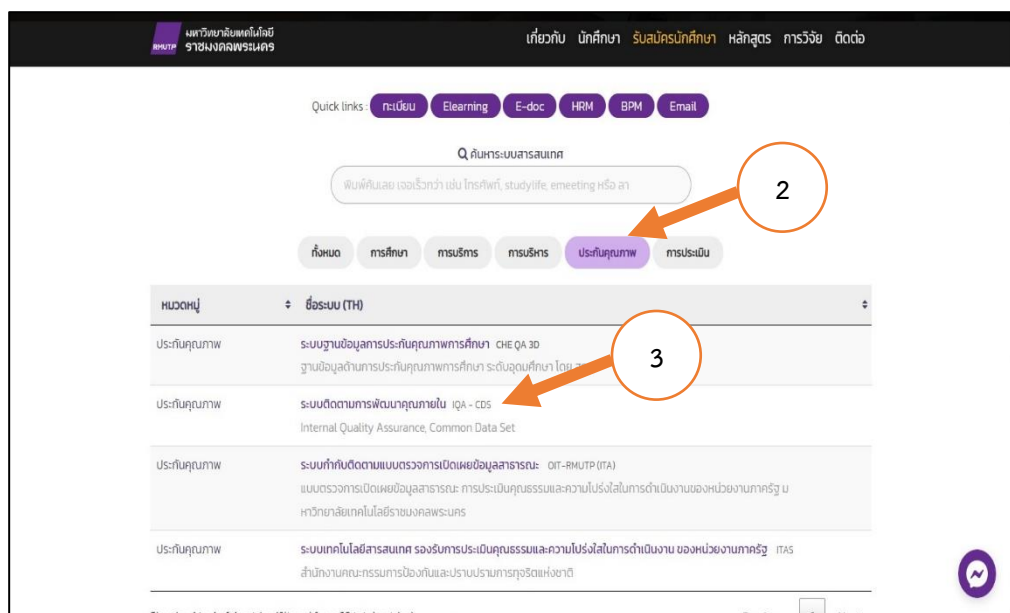 มหาวิทยาลัยเทคโนโลยี
RMUTP ราชมงคลพระนคร
เกี่ยวกับ นักศึกษา รับสมัครนักศึกษา หลักสูตร การวิจัย ติดต่อ
Quick links : ทะเบียน Elearning E-doc HRM BPM Email
ค้นหาระบบสารสนเทศ
พิมพ์ค้นเลย เจอเร็วกว่า เช่น โทรศัพท์, studylife, emeeting หรือ ลา
2
ทั้งหมด การศึกษา การบริการ การบริหาร ประกันคุณภาพ การประเมิน
หมวดหมู่ ชื่อระบบ (TH)
ประกันคุณภาพ ระบบฐานข้อมูลการประกันคุณภาพการศึกษา CHE QA 3D
ฐานข้อมูลด้านการประกันคุณภาพการศึกษา ระดับอุดมศึกษา โดย
3
ประกันคุณภาพ ระบบติดตามการพัฒนาคุณภายใน IQA - CDS
Internal Quality Assurance, Common Data Set
ประกันคุณภาพ ระบบกำกับติดตามแบบตรวจการเปิดเผยข้อมูลสาธารณะ OIT-RMUTP (ITA)
แบบตรวจการเปิดเผยข้อมูลสาธารณะ การประเมินคุณธรรมและความโปร่งใสในการดำเนินงานของหน่วยงานภาครัฐ ม
หาวิทยาลัยเทคโนโลยีราชมงคลพระนคร
ประกันคุณภาพ ระบบเทคโนโลยีสารสนเทศ รองรับการประเมินคุณธรรมและความโปร่งใสในการดำเนินงาน ของหน่วยงานภาครัฐ ITAS
สำนักงานคณะกรรมการป้องกันและปราบปรามการทุจริตแห่งชาติ